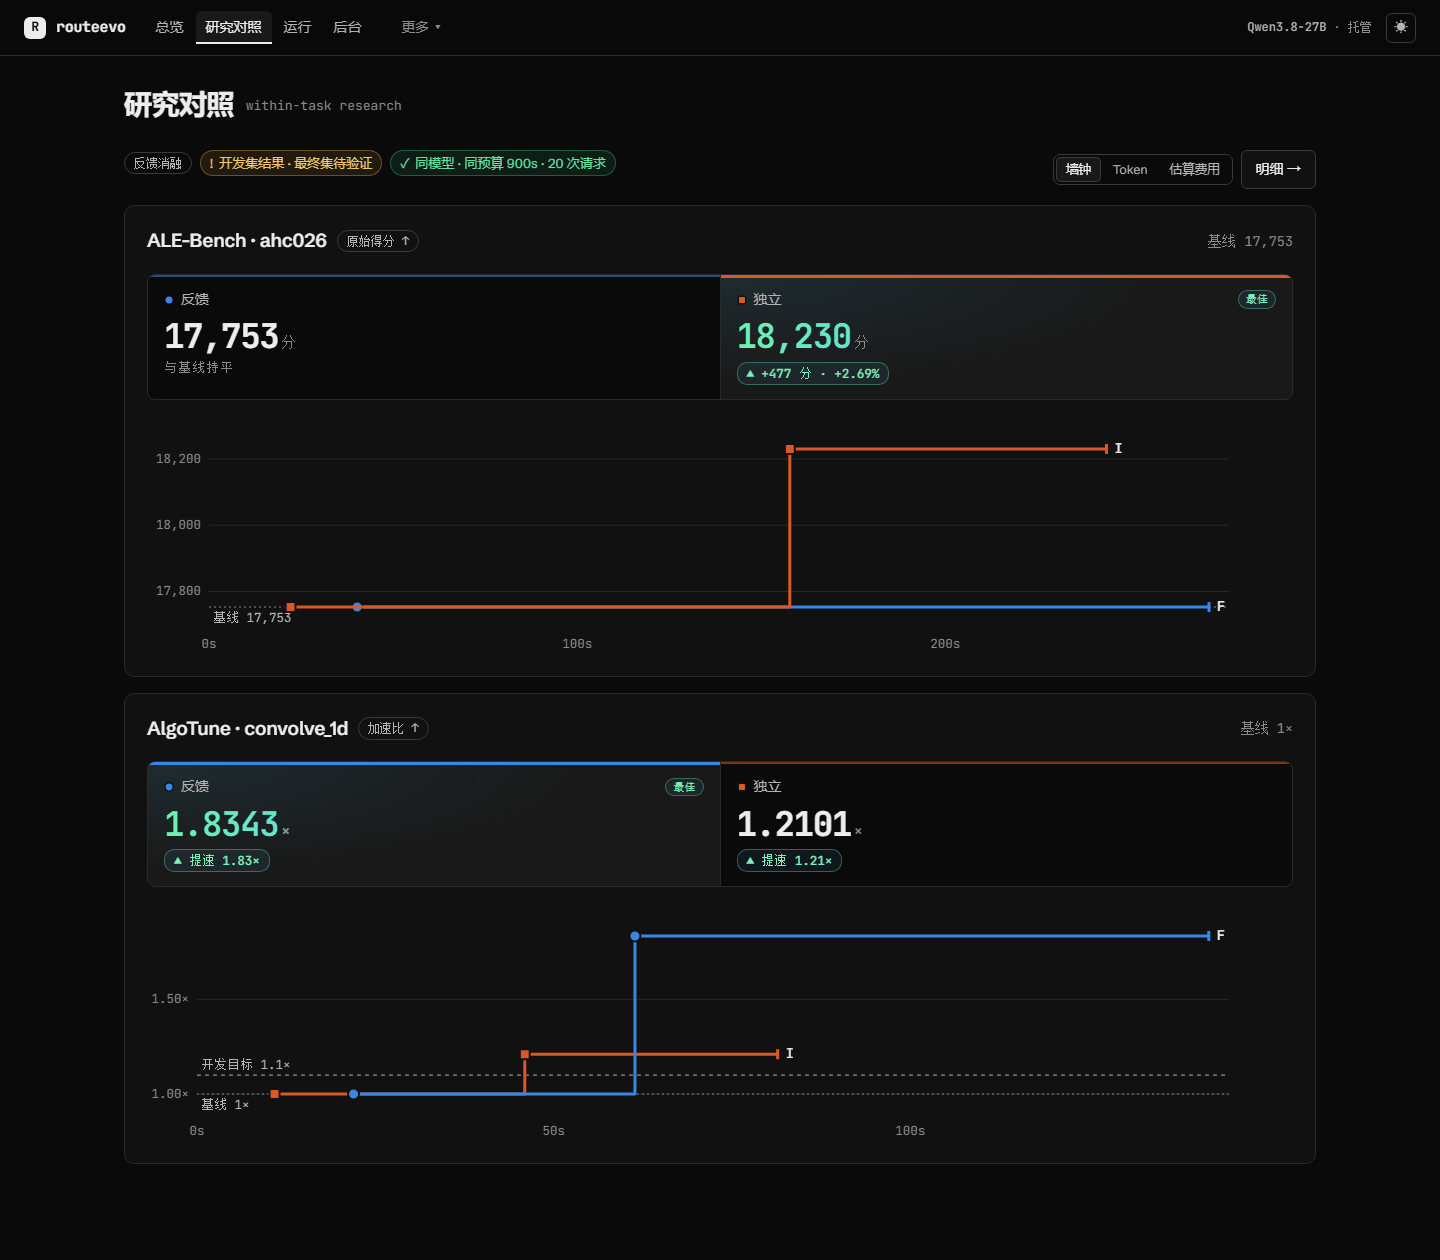 R routeevo 总览 研究对照 运行 后台 更多 ▾ Qwen3.8-27B · 托管
研究对照 within-task research
反馈消融 ! 开发集结果 · 最终集待验证 ✓ 同模型 · 同预算 900s · 20 次请求 墙钟 Token 估算费用 明细 →
ALE-Bench · ahc026 原始得分 ↑ 基线 17,753
反馈
17,753 分
与基线持平
独立 最佳
18,230 分
▲ +477 分 · +2.69%
18,200
18,000
17,800
基线 17,753
I
F
0s 100s 200s
AlgoTune · convolve_1d 加速比 ↑ 基线 1×
反馈 最佳
1.8343 ×
▲ 提速 1.83×
独立
1.2101 ×
▲ 提速 1.21×
F
1.50×
I
开发目标 1.1×
1.00×
基线 1×
0s 50s 100s